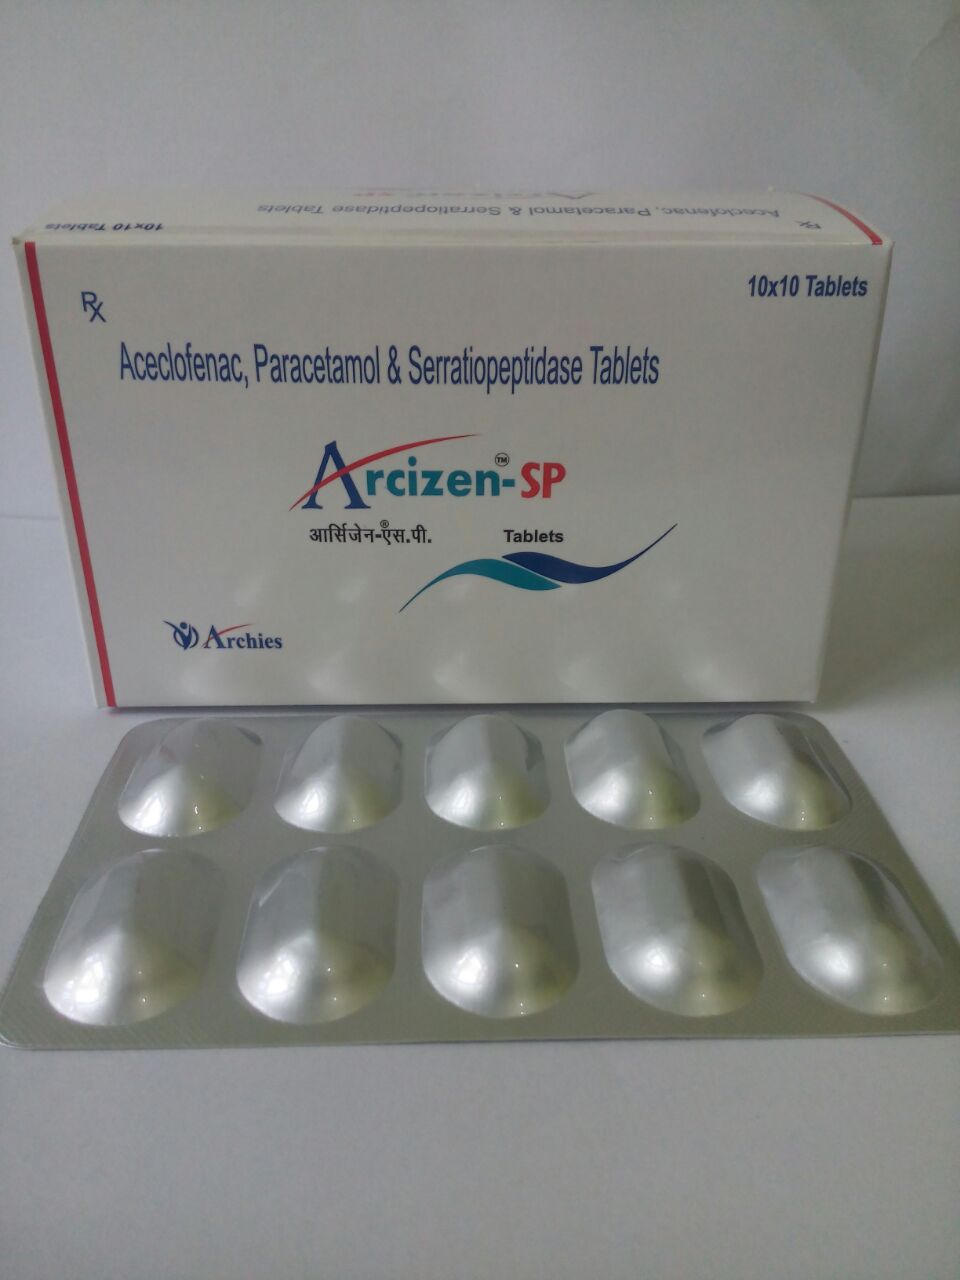 Aceclofenac, Paracetamol & Serratiopeptidase Tablets
Rx
10x10 Tablets
Rx
10x10 Tablets
Aceclofenac, Paracetamol & Serratiopeptidase Tablets
Arcizen-SP™
आर्सिजेन-एस.पी.®
Tablets
Archies